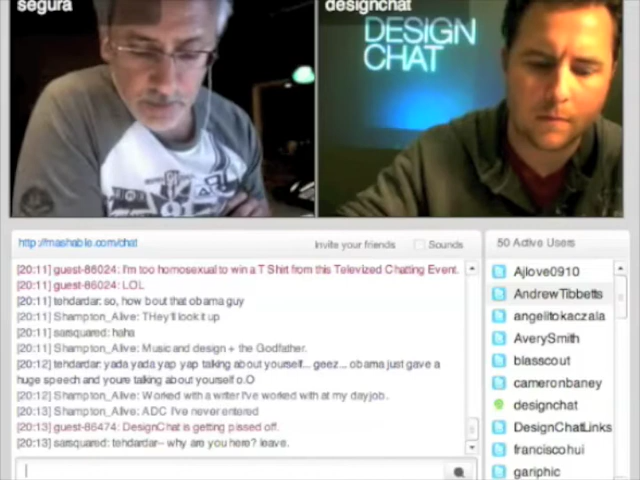 segura
designchat
DESIGN
CHAT
http://mashable.com/chat
Invite your friends
Sounds
50 Active Users
[20:11] guest-86024: I'm too homosexual to win a T Shirt from this Televized Chatting Event.
[20:11] guest-86024: LOL
[20:11] tehdardar: so, how bout that obama guy
[20:11] Shampton_Alive: THey'll look it up
[20:11] sarsquared: haha
[20:11] Shampton_Alive: Music and design + the Godfather.
[20:12] tehdardar: yada yada yap yap talking about yourself... geez... obama just gave a
huge speech and youre talking about yourself o.O
[20:12] Shampton_Alive: Worked with a writer I've worked with at my dayjob.
[20:13] Shampton_Alive: ADC I've never entered
[20:13] guest-86474: DesignChat is getting pissed off.
[20:13] sarsquared: tehdardar-- why are you here? leave.
Ajlove0910
AndrewTibbetts
angelitokaczala
AverySmith
blasscout
cameronbaney
designchat
DesignChatLinks
franciscohui
gariphic